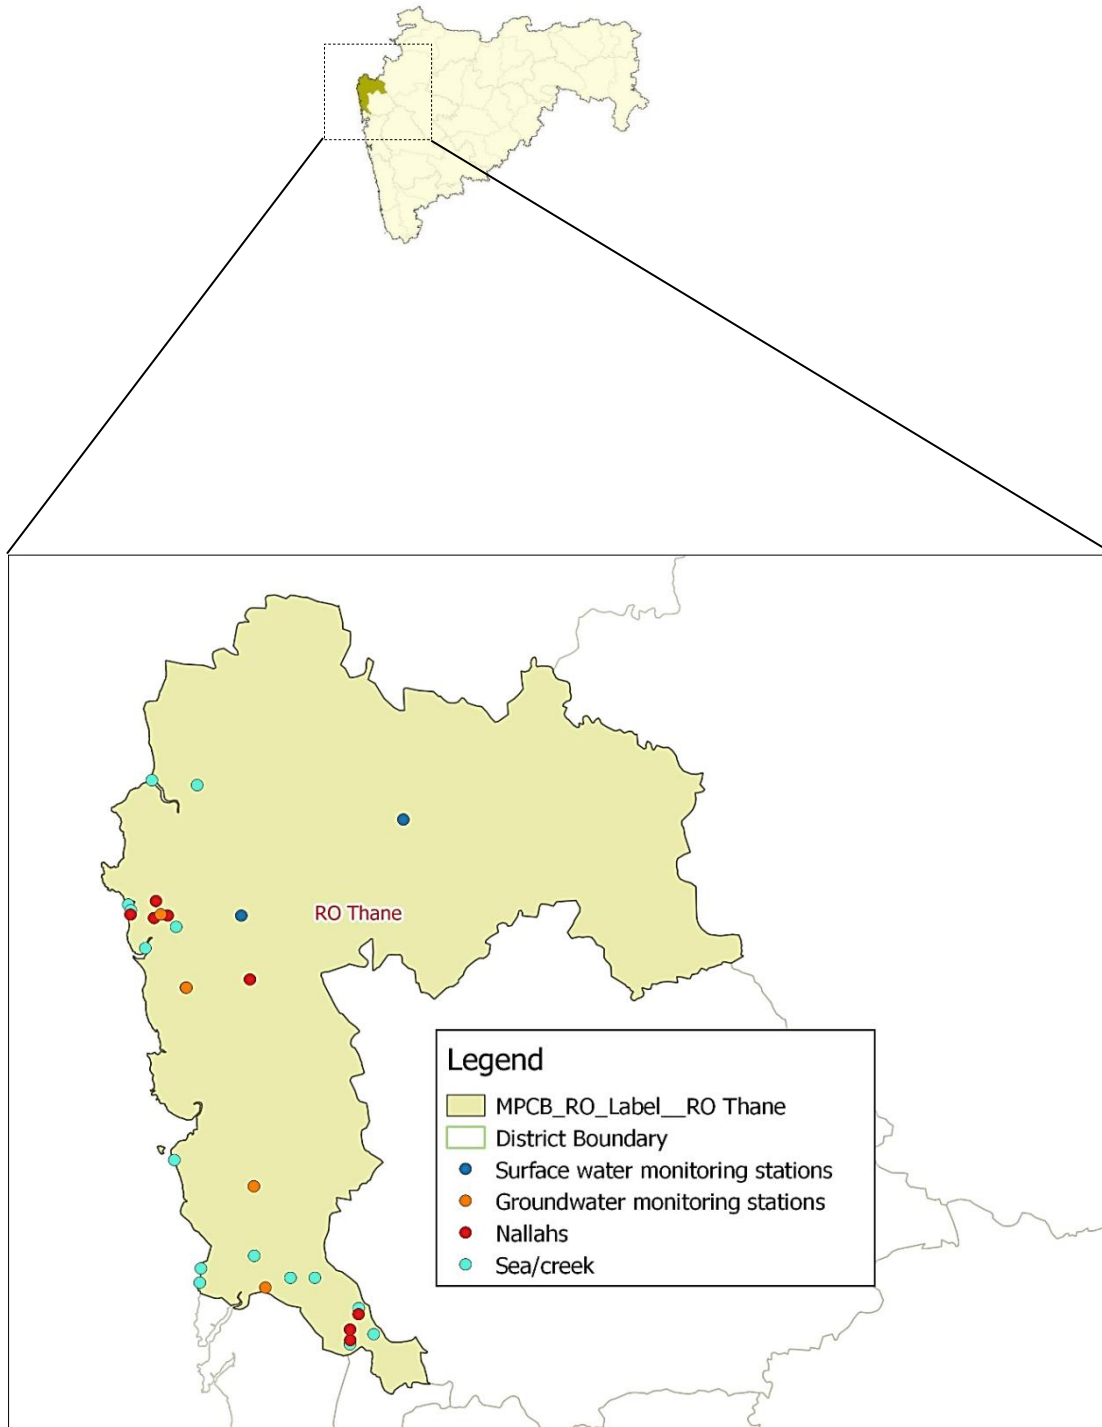 RO Thane
Legend
MPCB_RO_Label__RO Thane
District Boundary
Surface water monitoring stations
Groundwater monitoring stations
Nallahs
Sea/creek